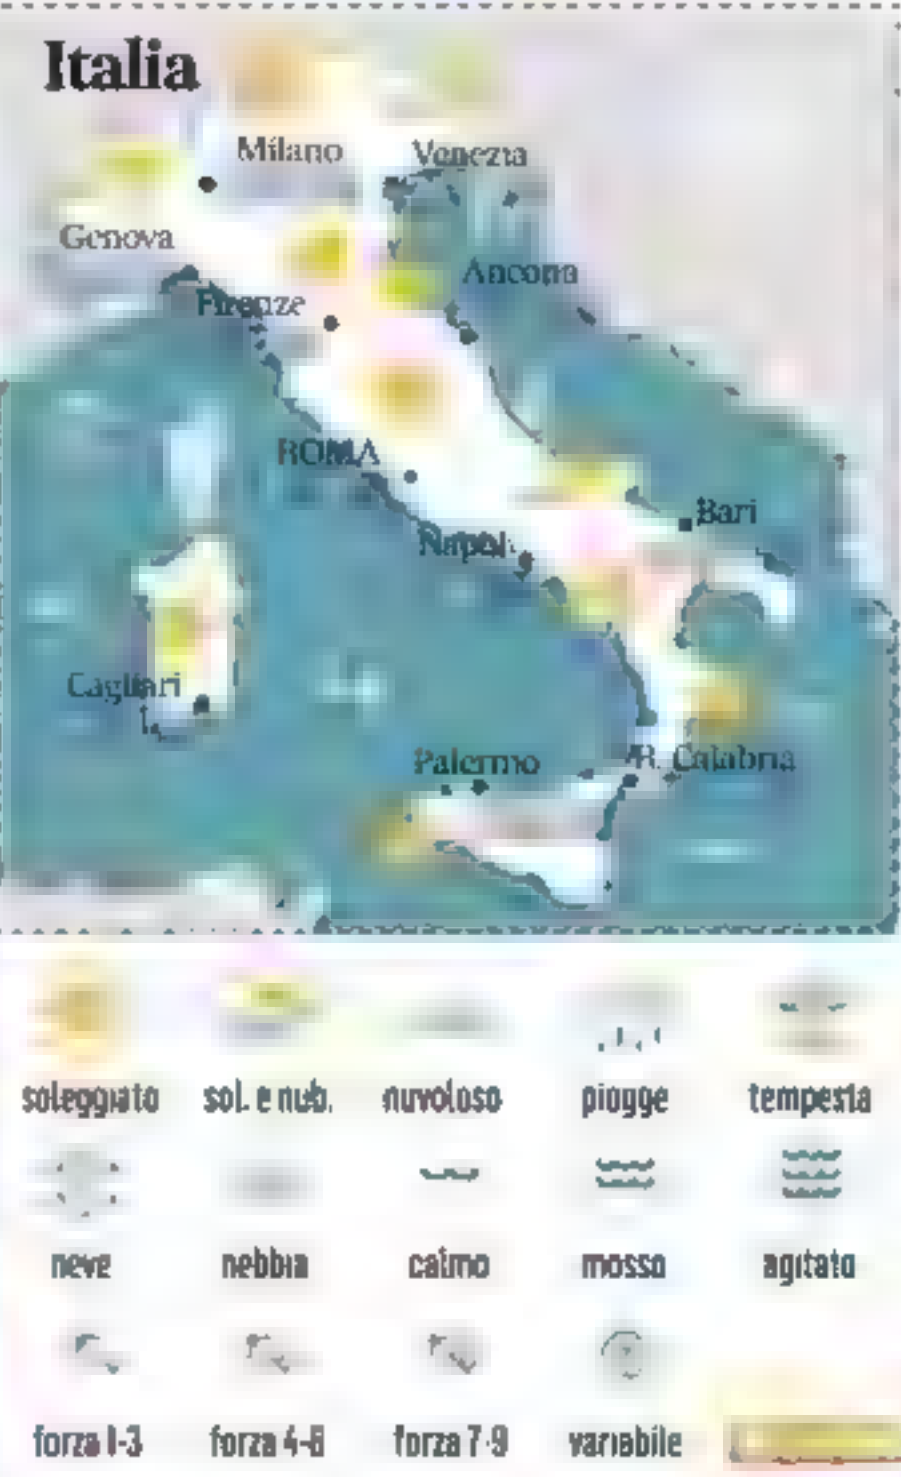 Italia
Milano
Venezia
Genova
Ancona
Firenze
ROMA
Bari
Napoli
Cagliari
Palermo
R. Calabria
soleggiato sol. e nub. nuvoloso piogge tempesta
neve nebbia calmo mosso agitato
forza 1-3 forza 4-6 forza 7-9 variabile